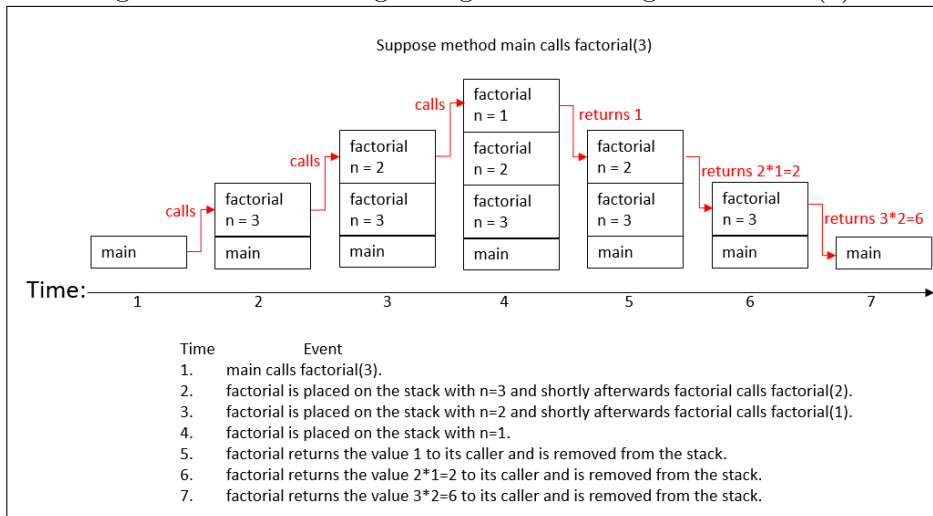 Suppose method main calls factorial(3)
factorial
n = 1
calls
returns 1
factorial
n = 2
factorial
n = 2
factorial
n = 2
calls
returns 2*1=2
factorial
n = 3
factorial
n = 3
factorial
n = 3
factorial
n = 3
factorial
n = 3
calls
returns 3*2=6
main
main
main
main
main
main
main
Time:
1
2
3
4
5
6
7
Time Event
1. main calls factorial(3).
2. factorial is placed on the stack with n=3 and shortly afterwards factorial calls factorial(2).
3. factorial is placed on the stack with n=2 and shortly afterwards factorial calls factorial(1).
4. factorial is placed on the stack with n=1.
5. factorial returns the value 1 to its caller and is removed from the stack.
6. factorial returns the value 2*1=2 to its caller and is removed from the stack.
7. factorial returns the value 3*2=6 to its caller and is removed from the stack.